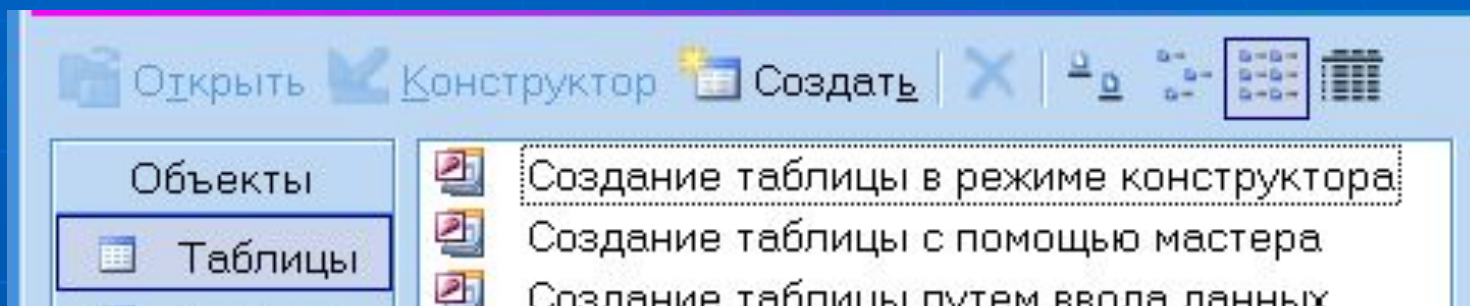 Открыть Конструктор Создать
Объекты
Создание таблицы в режиме конструктора
Таблицы
Создание таблицы с помощью мастера
Создание таблицы путем ввода данных